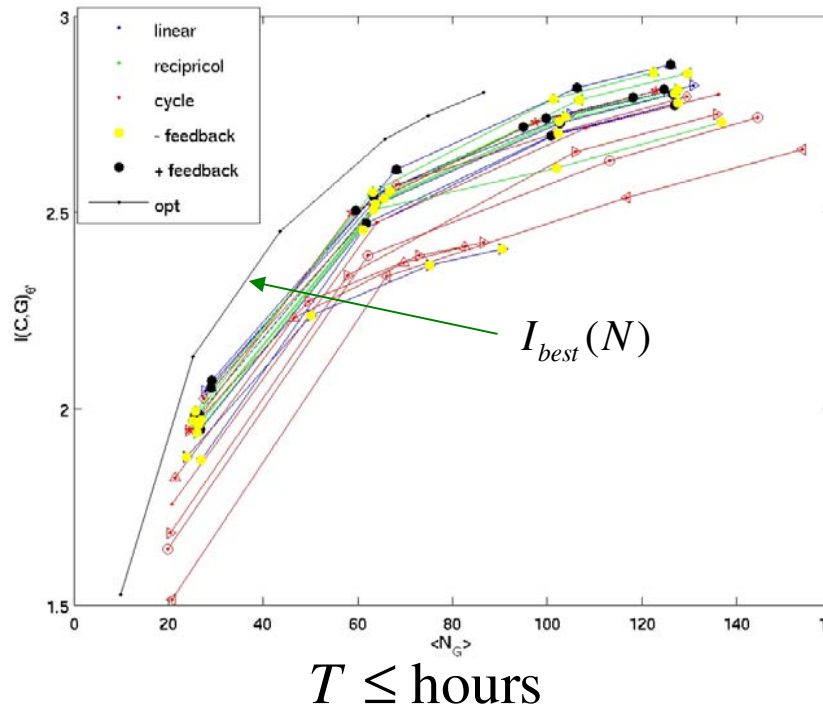 3
linear
recipricol
cycle
- feedback
+ feedback
opt
2.5
2
1.5
I(C,G)
I_best(N)
0 20 40 60 80 100 120 140
<N_G>
T ≤ hours